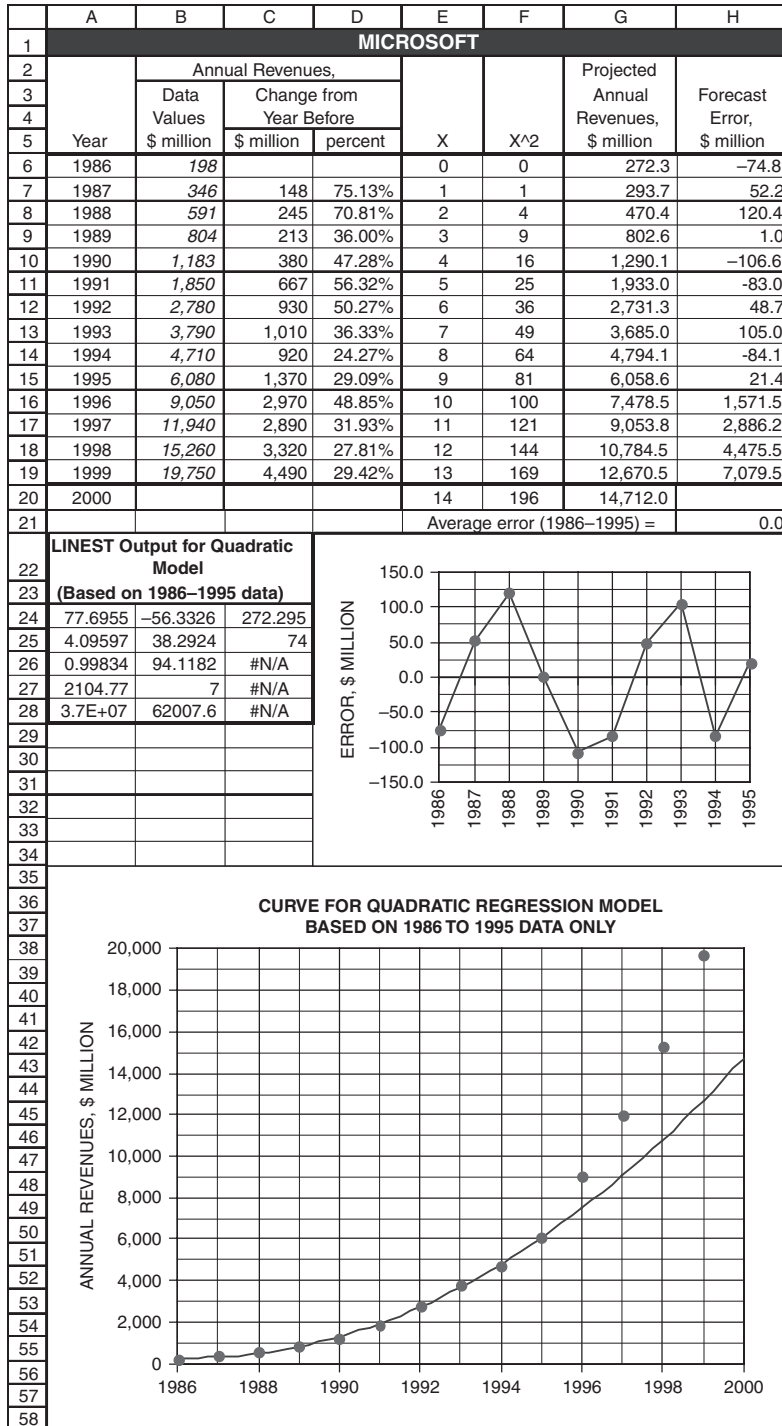 A B C D E F G H
1 MICROSOFT
2 Annual Revenues, Projected
3 Data Change from Annual Forecast
4 Values Year Before Revenues, Error,
5 Year $ million $ million percent X X^2 $ million $ million
6 1986 198 0 0 272.3 –74.8
7 1987 346 148 75.13% 1 1 293.7 52.2
8 1988 591 245 70.81% 2 4 470.4 120.4
9 1989 804 213 36.00% 3 9 802.6 1.0
10 1990 1,183 380 47.28% 4 16 1,290.1 –106.6
11 1991 1,850 667 56.32% 5 25 1,933.0 -83.0
12 1992 2,780 930 50.27% 6 36 2,731.3 48.7
13 1993 3,790 1,010 36.33% 7 49 3,685.0 105.0
14 1994 4,710 920 24.27% 8 64 4,794.1 -84.1
15 1995 6,080 1,370 29.09% 9 81 6,058.6 21.4
16 1996 9,050 2,970 48.85% 10 100 7,478.5 1,571.5
17 1997 11,940 2,890 31.93% 11 121 9,053.8 2,886.2
18 1998 15,260 3,320 27.81% 12 144 10,784.5 4,475.5
19 1999 19,750 4,490 29.42% 13 169 12,670.5 7,079.5
20 2000 14 196 14,712.0
21 Average error (1986–1995) = 0.0
LINEST Output for Quadratic
22 Model
23 (Based on 1986–1995 data)
24 77.6955 –56.3326 272.295
25 4.09597 38.2924 74
26 0.99834 94.1182 #N/A
27 2104.77 7 #N/A
28 3.7E+07 62007.6 #N/A
29
30
31
32
33
34
ERROR, $ MILLION
150.0
100.0
50.0
0.0
–50.0
–100.0
–150.0
1986 1987 1988 1989 1990 1991 1992 1993 1994 1995
35
36 CURVE FOR QUADRATIC REGRESSION MODEL
37 BASED ON 1986 TO 1995 DATA ONLY
38
39
40
41
42
43
44
45
46
47
48
49
50
51
52
53
54
55
56
57
58
ANNUAL REVENUES, $ MILLION
20,000
18,000
16,000
14,000
12,000
10,000
8,000
6,000
4,000
2,000
0
1986 1988 1990 1992 1994 1996 1998 2000